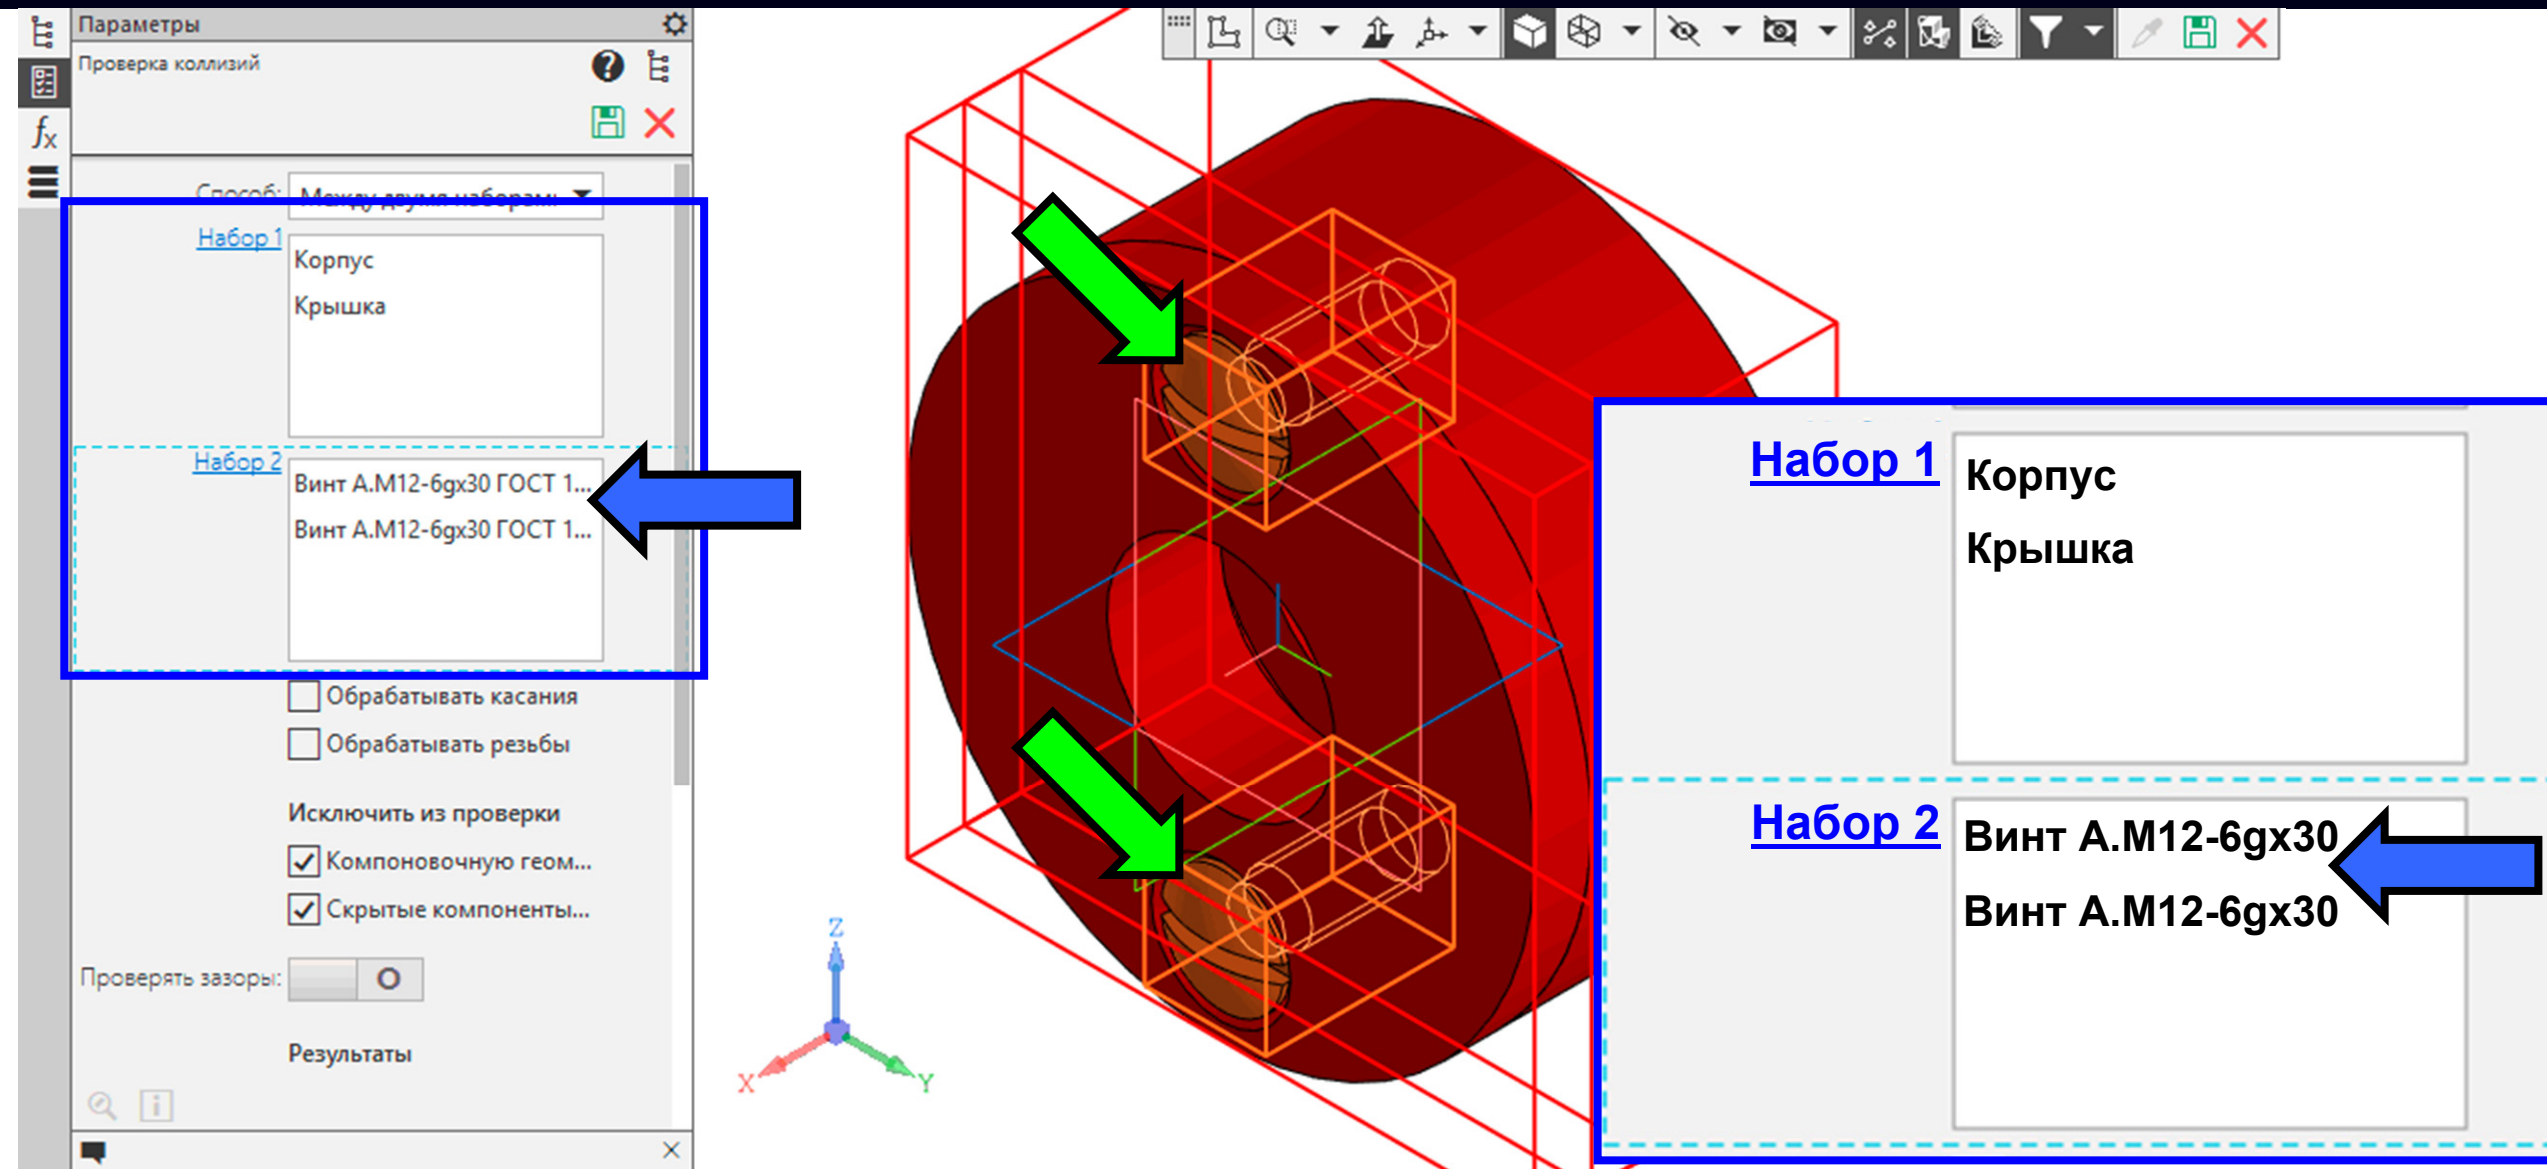 Параметры
Проверка коллизий
Способ: Между двумя наборам
Набор 1
Корпус
Крышка
Набор 2
Винт А.М12-6gx30 ГОСТ 1...
Винт А.М12-6gx30 ГОСТ 1...
Обрабатывать касания
Обрабатывать резьбы
Исключить из проверки
Компоновочную геом...
Скрытые компоненты...
Проверять зазоры:
Результаты
Z
X
Y
Набор 1
Корпус
Крышка
Набор 2
Винт А.М12-6gx30
Винт А.М12-6gx30